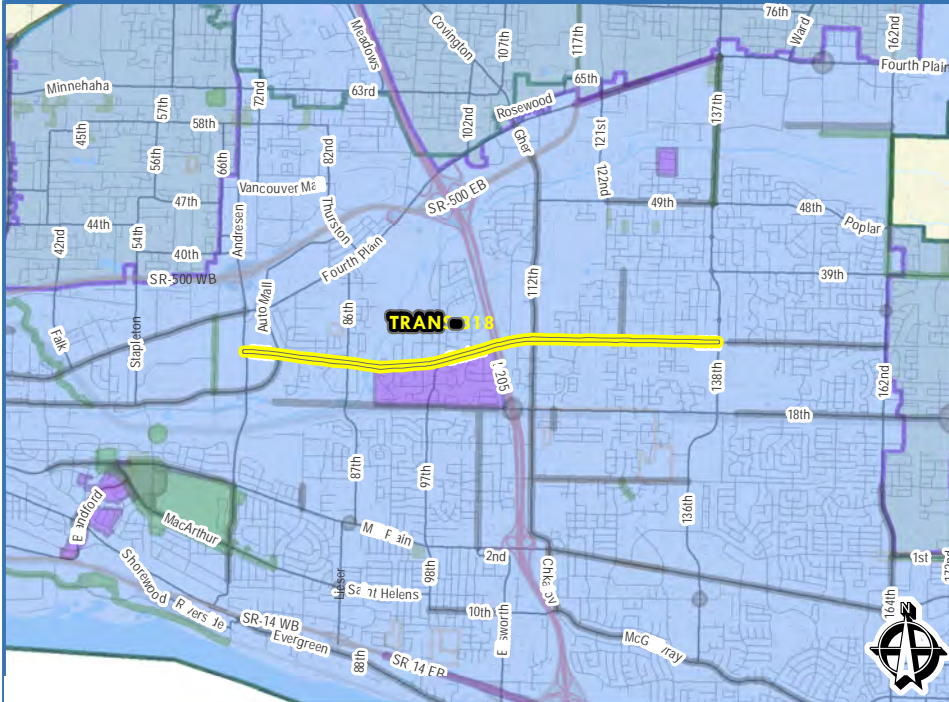 76th
Ward
162nd
Covington
107th
117th
Meadows
Fourth Plain
65th
Minnehaha
57th
72nd
63rd
Rosewood
102nd
137th
45th
58th
82nd
Gher
121st
56th
66th
122nd
Vancouver Ma
47th
49th
48th
SR-500 EB
Thurston
44th
54th
Andresen
Poplar
42nd
40th
Fourth Plain
SR-500 WB
112th
39th
Auto Mall
86th
Falk
Stapleton
138th
162nd
205
18th
87th
97th
136th
MacArthur
2nd
1st
Shorewood
98th
Saint Helens
164th
10th
SR-14 WB
Evergreen
88th
SR 14 EB
N